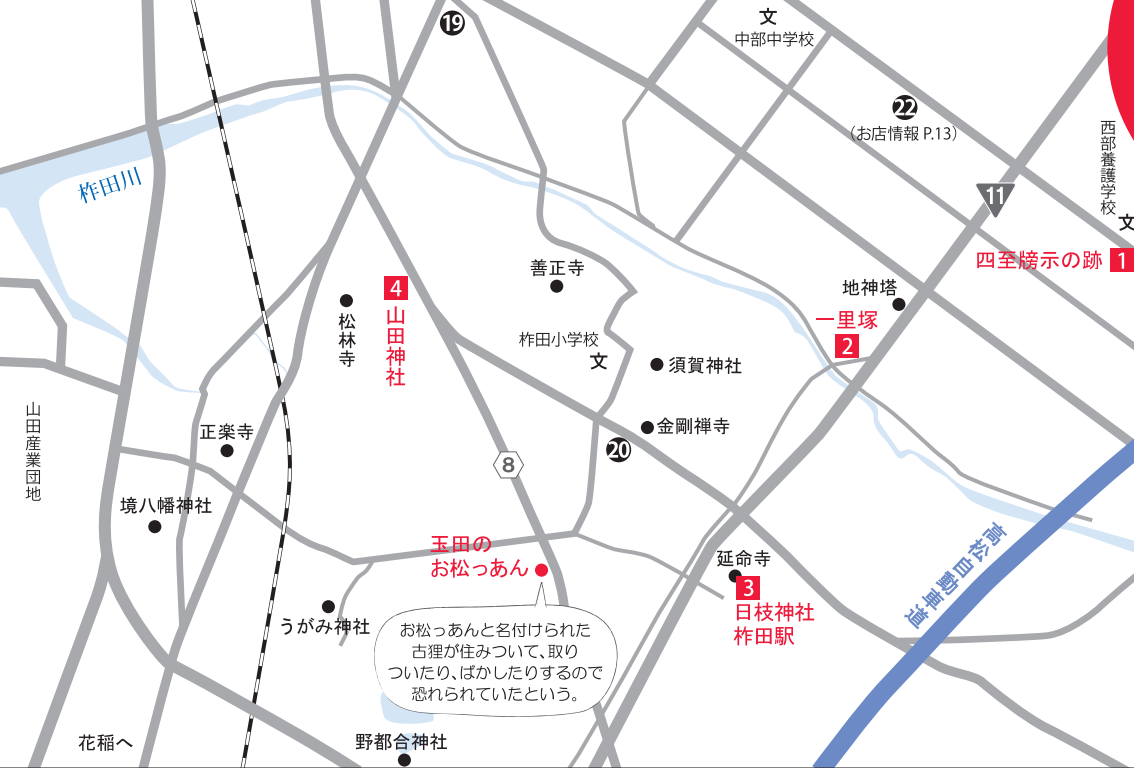 19
文
中部中学校
22
(お店情報 P.13)
西部養護学校
文
11
四至牓示の跡 1
柞田川
善正寺
地神塔
一里塚
2
4
山田神社
松林寺
柞田小学校
文
須賀神社
金剛禅寺
20
山田産業団地
正楽寺
8
境八幡神社
玉田の
お松っあん
延命寺
3
日枝神社
柞田駅
高松自動車道
うがみ神社
お松っあんと名付けられた
古狸が住みついて、取り
ついたり、ばかしたりするので
恐れられていたという。
花稲へ
野都合神社